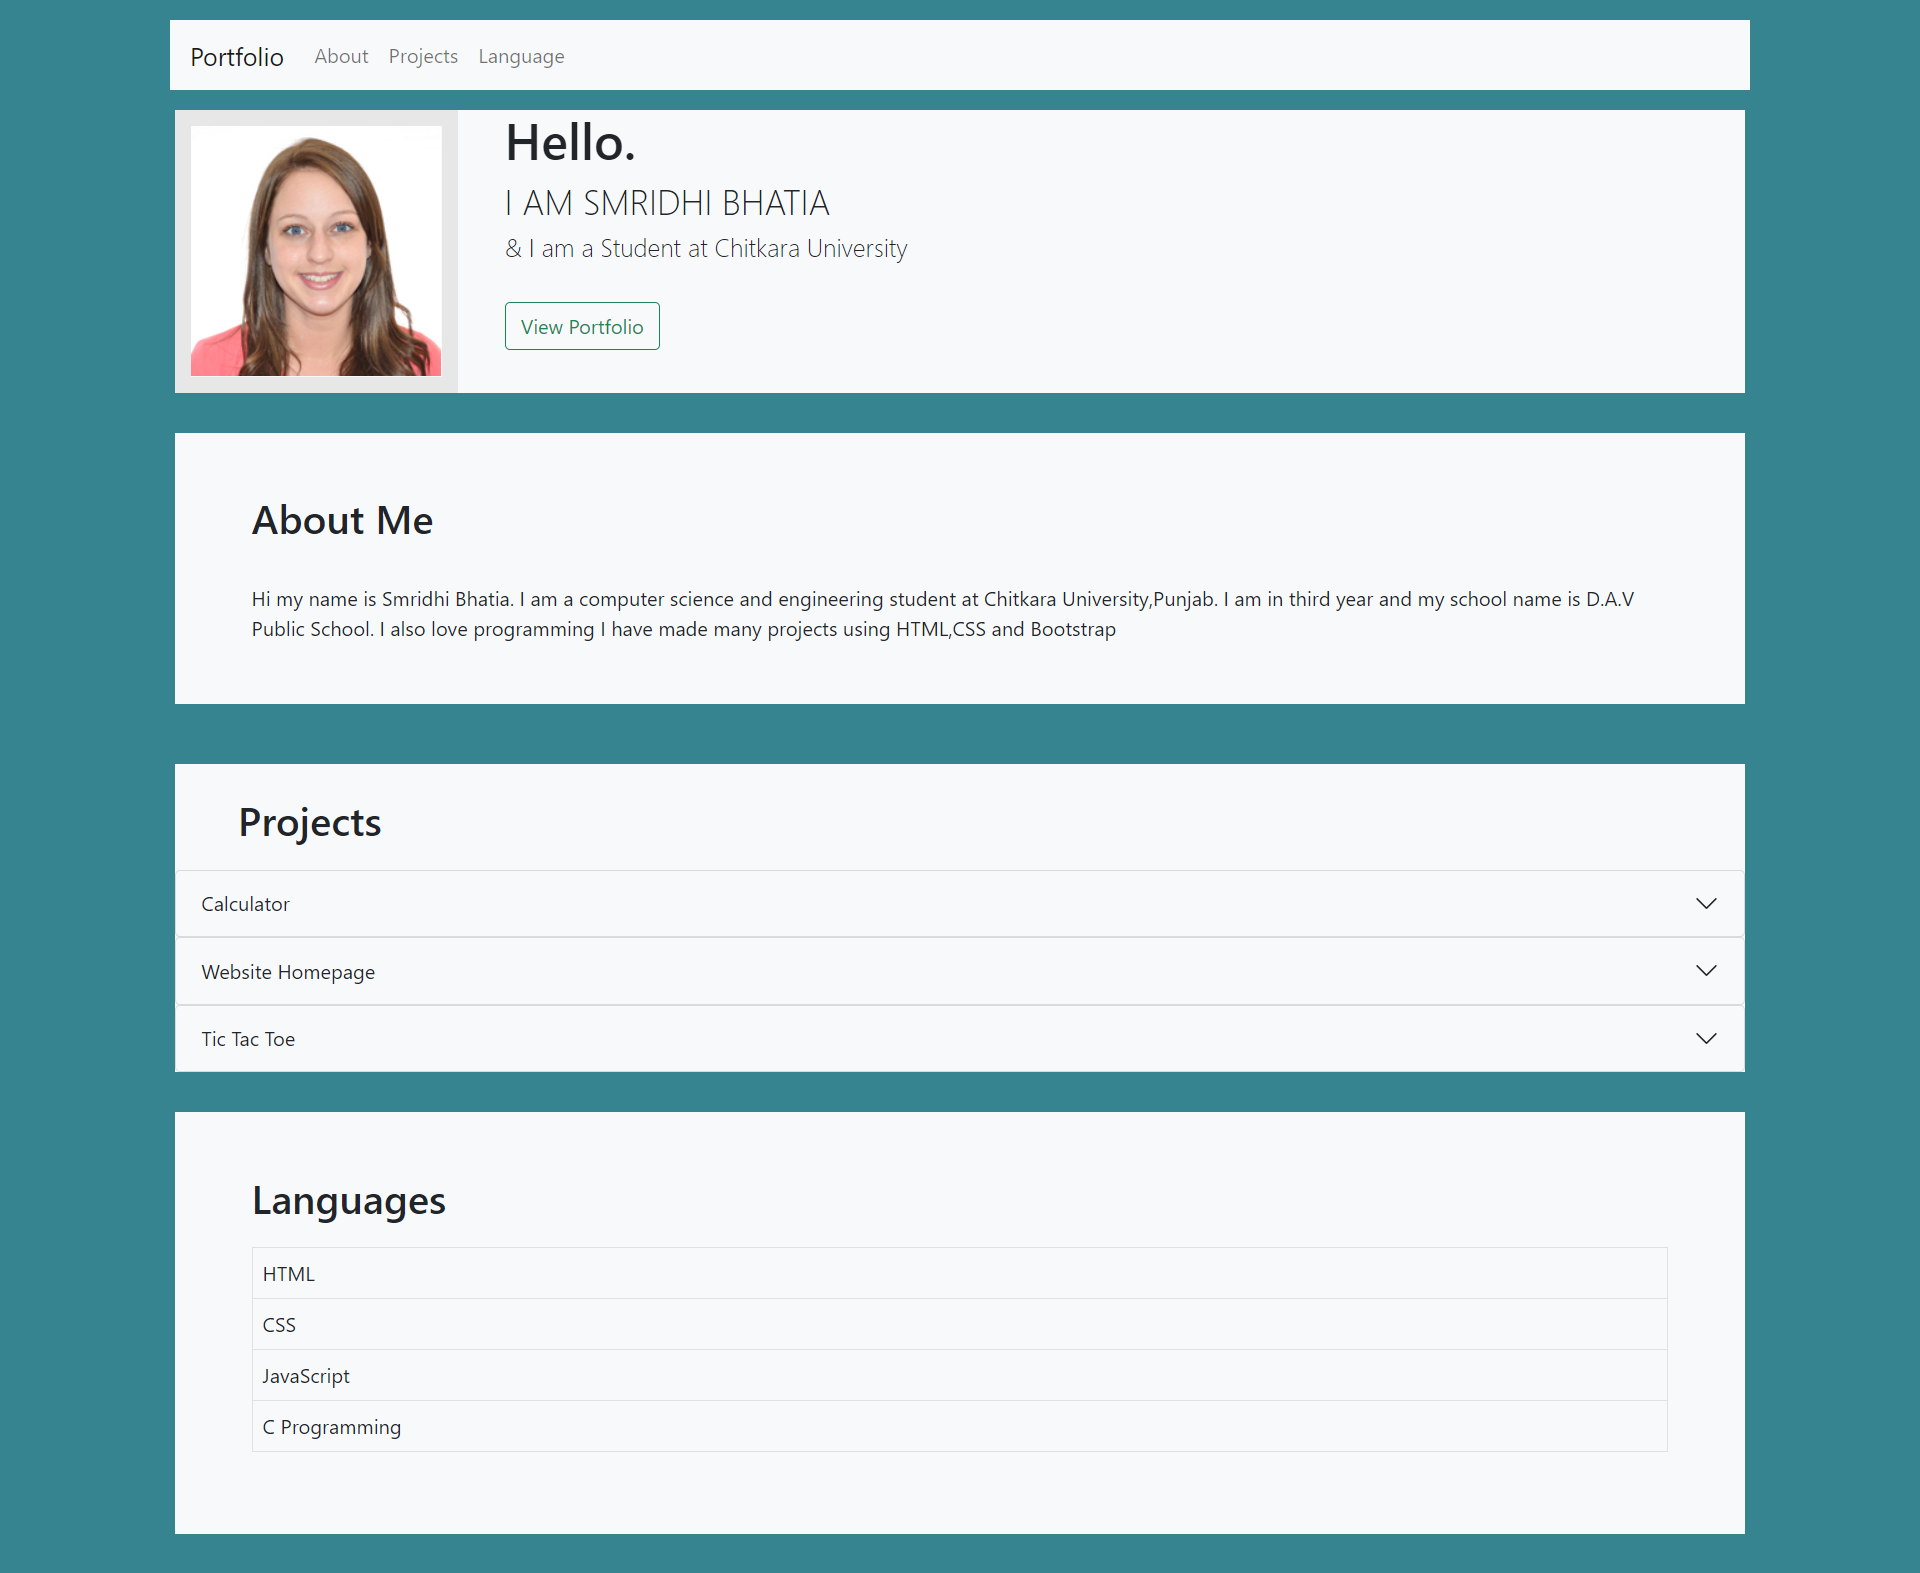 Portfolio About Projects Language
Hello.
I AM SMRIDHI BHATIA
& I am a Student at Chitkara University
View Portfolio
About Me
Hi my name is Smridhi Bhatia. I am a computer science and engineering student at Chitkara University,Punjab. I am in third year and my school name is D.A.V
Public School. I also love programming I have made many projects using HTML,CSS and Bootstrap
Projects
Calculator
Website Homepage
Tic Tac Toe
Languages
HTML
CSS
JavaScript
C Programming